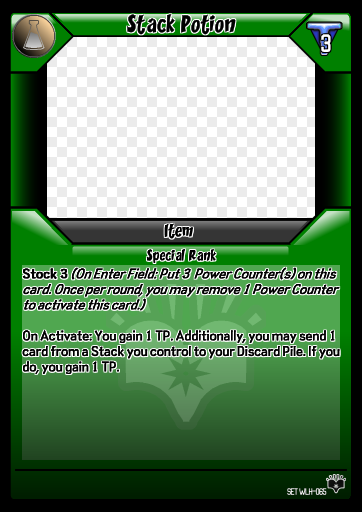 Stack Potion
3
Item
Special Rank
Stock 3 (On Enter Field: Put 3 Power Counter(s) on this
card. Once per round, you may remove 1 Power Counter
to activate this card.)
On Activate: You gain 1 TP. Additionally, you may send 1
card from a Stack you control to your Discard Pile. If you
do, you gain 1 TP.
SET WLH-065